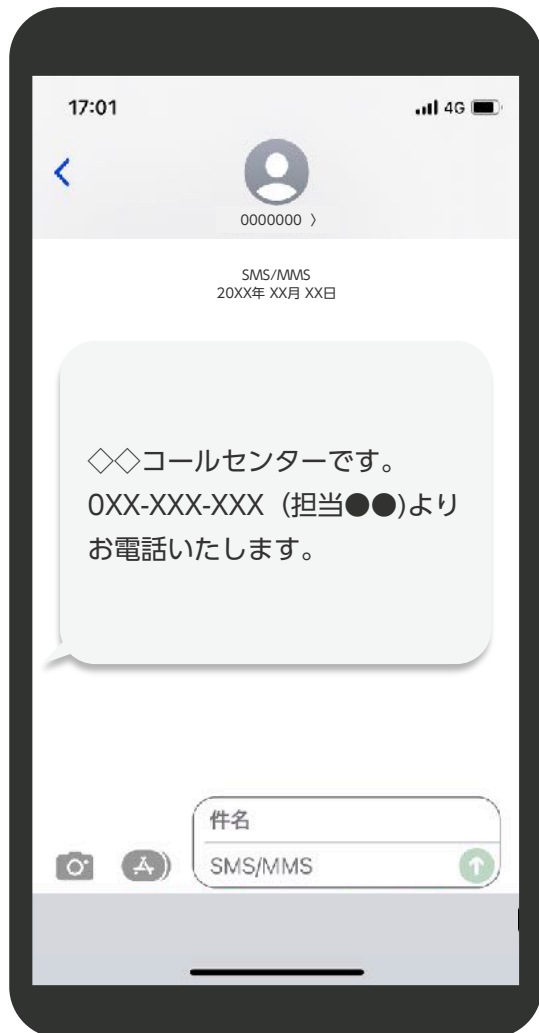 17:01
4G
0000000 〉
SMS/MMS
20XX年 XX月 XX日
◇◇コールセンターです。
0XX-XXX-XXX（担当●●)より
お電話いたします。
件名
SMS/MMS